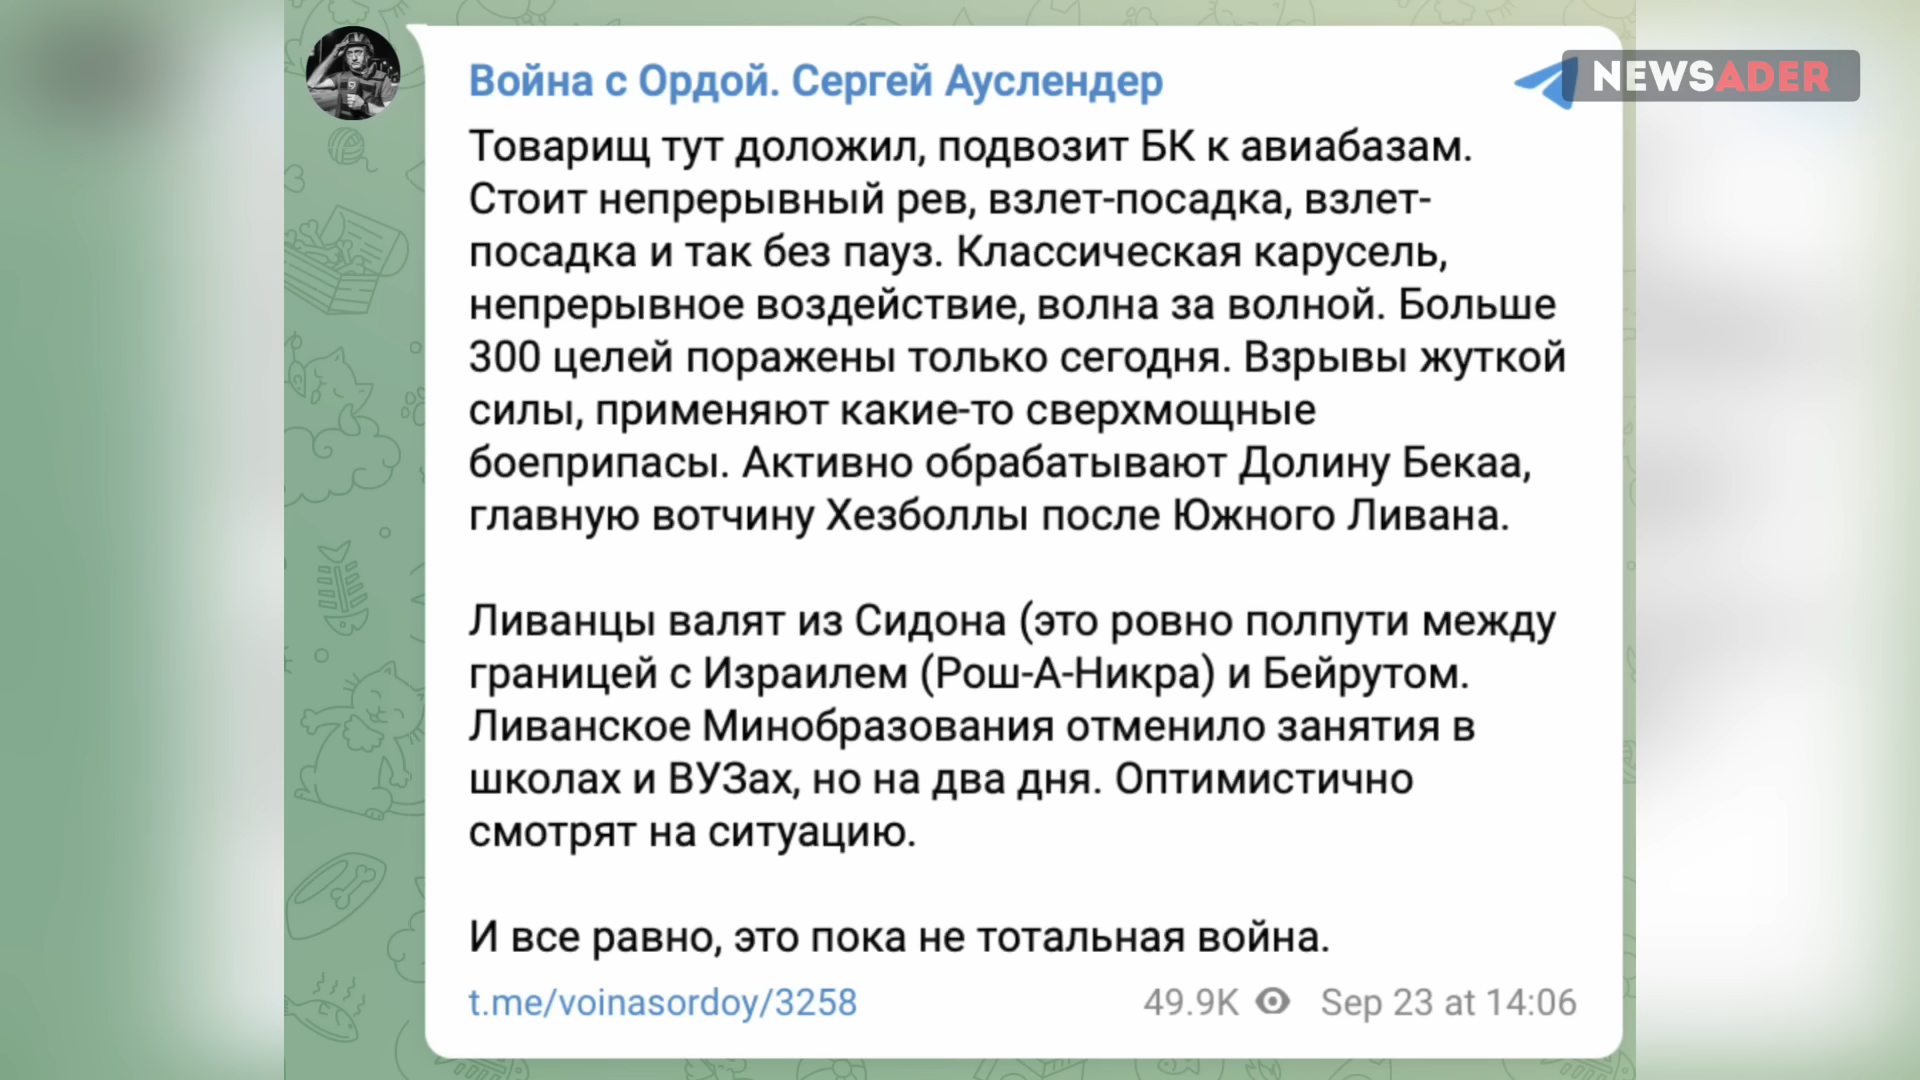 Война с Ордой. Сергей Ауслендер
NEWSADER
Товарищ тут доложил, подвозит БК к авиабазам.
Стоит непрерывный рев, взлет-посадка, взлет-
посадка и так без пауз. Классическая карусель,
непрерывное воздействие, волна за волной. Больше
300 целей поражены только сегодня. Взрывы жуткой
силы, применяют какие-то сверхмощные
боеприпасы. Активно обрабатывают Долину Бекаа,
главную вотчину Хезболлы после Южного Ливана.
Ливанцы валят из Сидона (это ровно полпути между
границей с Израилем (Рош-А-Никра) и Бейрутом.
Ливанское Минобразования отменило занятия в
школах и ВУЗах, но на два дня. Оптимистично
смотрят на ситуацию.
И все равно, это пока не тотальная война.
t.me/voinasordoy/3258
49.9K Sep 23 at 14:06